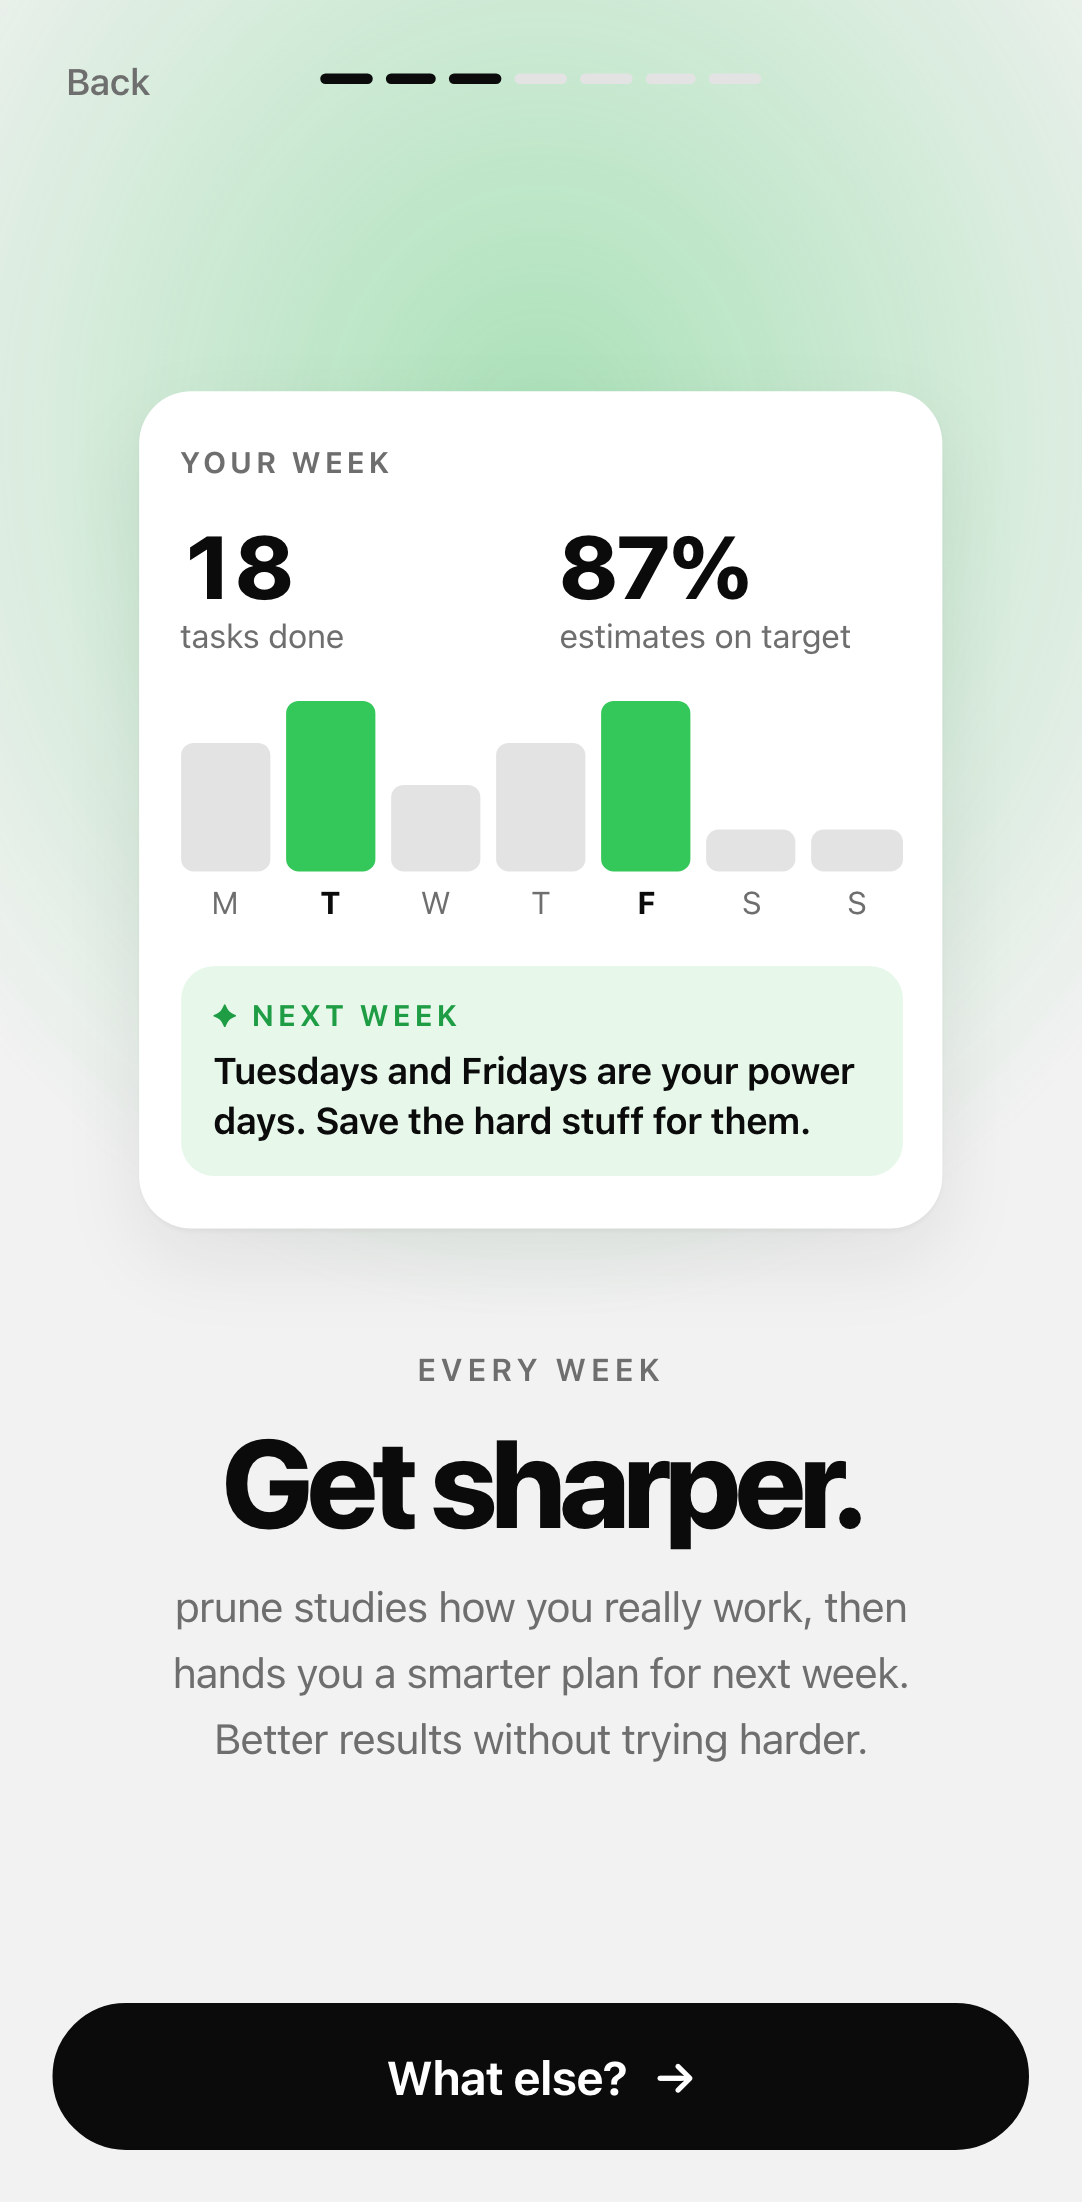 Back
YOUR WEEK
18
87%
tasks done
estimates on target
M T W T F S S
NEXT WEEK
Tuesdays and Fridays are your power
days. Save the hard stuff for them.
EVERY WEEK
Get sharper.
prune studies how you really work, then
hands you a smarter plan for next week.
Better results without trying harder.
What else? →